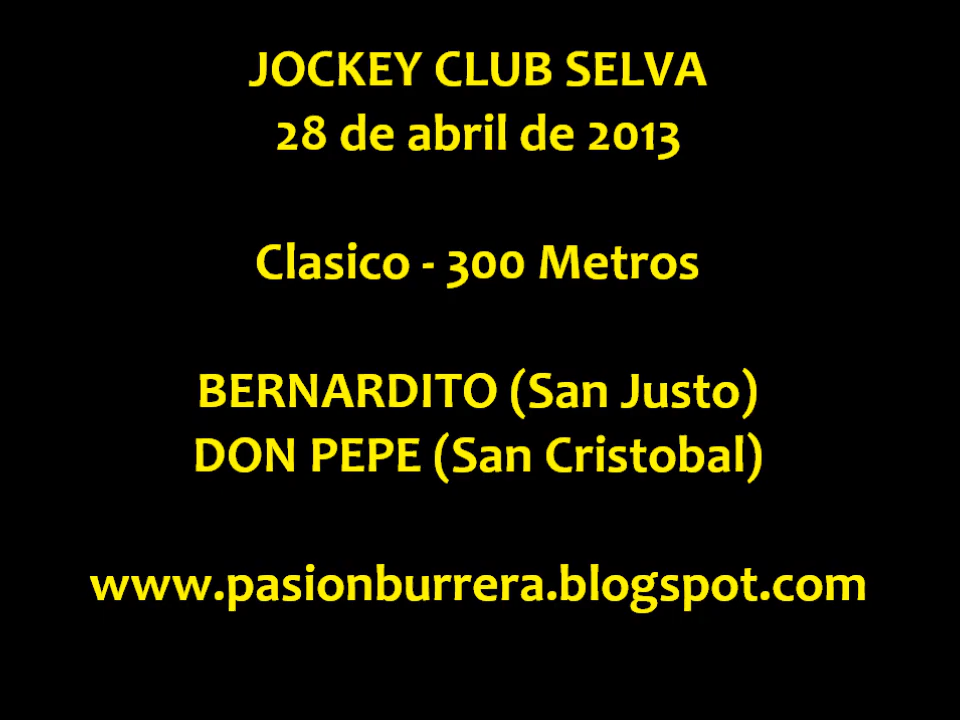 JOCKEY CLUB SELVA
28 de abril de 2013
Clasico - 300 Metros
BERNARDITO (San Justo)
DON PEPE (San Cristobal)
www.pasionburrera.blogspot.com